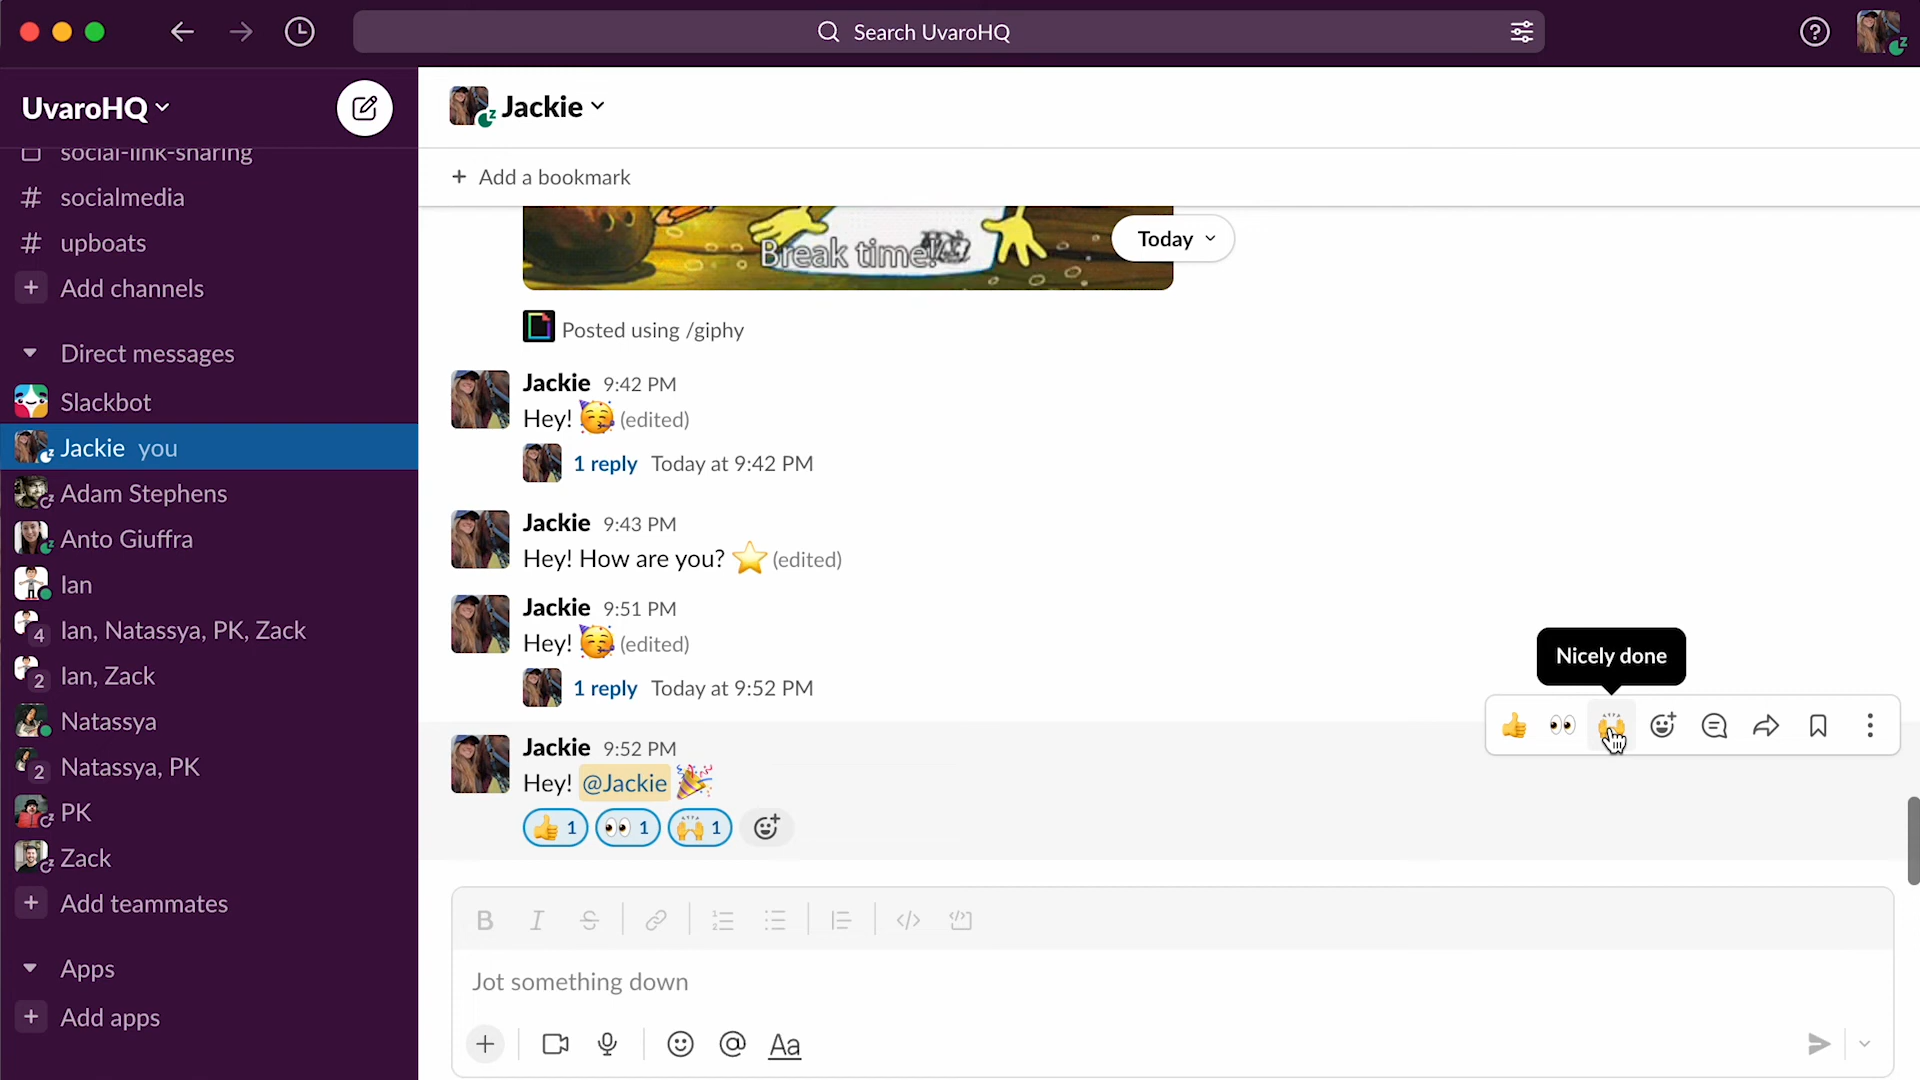 Search UvaroHQ
UvaroHQ
social-link-sharing
# socialmedia
# upboats
+ Add channels
Direct messages
Slackbot
Jackie you
Adam Stephens
Anto Giuffra
Ian
4 Ian, Natassya, PK, Zack
2 Ian, Zack
Natassya
2 Natassya, PK
PK
Zack
+ Add teammates
Apps
+ Add apps
Jackie
+ Add a bookmark
Break time!
Today
Posted using /giphy
Jackie 9:42 PM
Hey! 🥳 (edited)
1 reply Today at 9:42 PM
Jackie 9:43 PM
Hey! How are you? ⭐ (edited)
Jackie 9:51 PM
Hey! 🥳 (edited)
1 reply Today at 9:52 PM
Nicely done
Jackie 9:52 PM
Hey! @Jackie 🎉
👍 1 👀 1 🙌 1
B I S
Jot something down
+ @ Aa